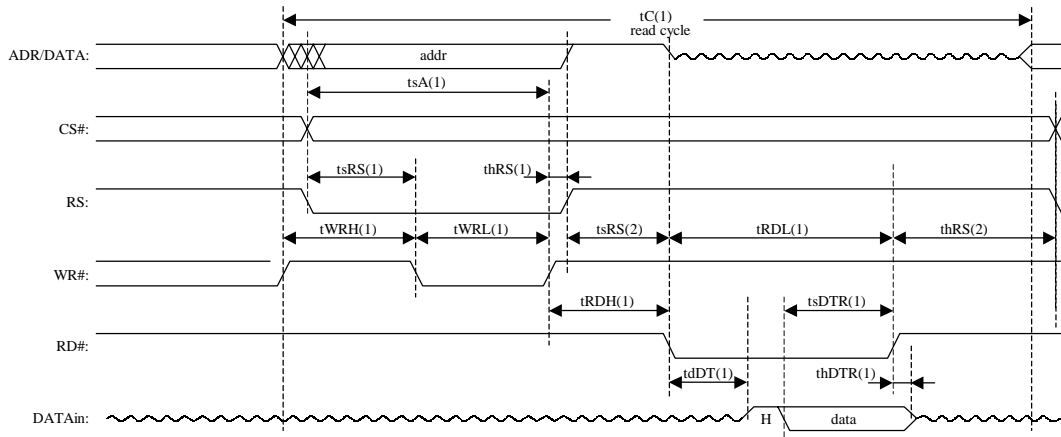 tC(1)
read cycle
ADR/DATA:
addr
tsA(1)
CS#:
tsRS(1)
thRS(1)
RS:
tWRH(1)
tWRL(1)
tsRS(2)
tRDL(1)
thRS(2)
WR#:
tRDH(1)
tsDTR(1)
RD#:
tdDT(1)
thDTR(1)
DATAin:
H
data